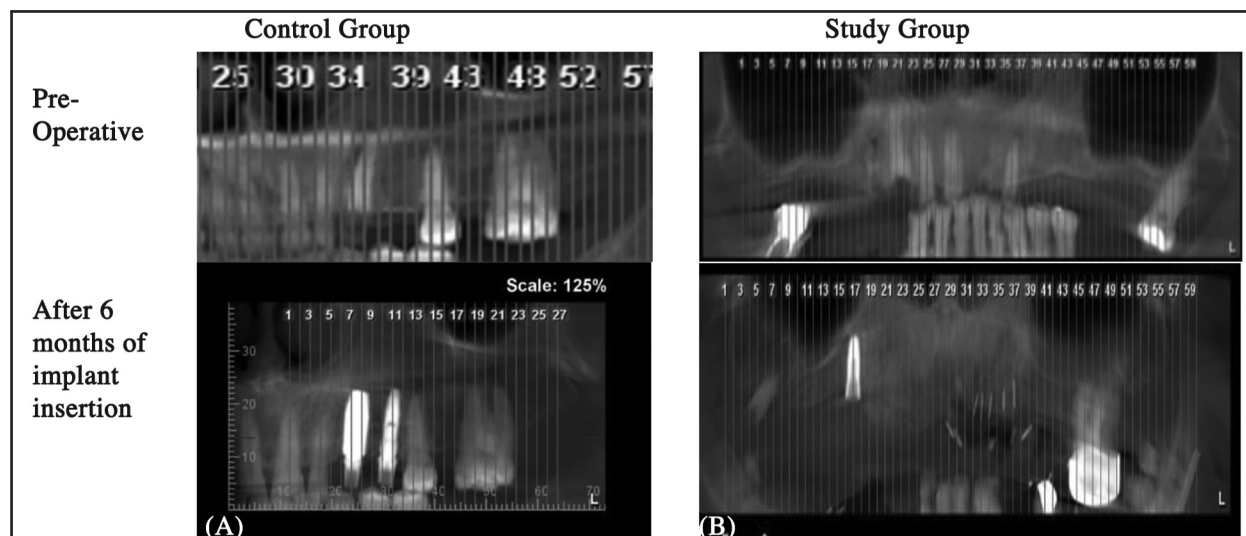 Control Group
Study Group
Pre-
Operative
25 30 34 39 43 48 52 57
1 3 5 7 9 11 13 15 17 19 21 23 25 27 29 31 33 35 37 39 41 43 45 47 49 51 53 55 57 59
L
After 6
months of
implant
insertion
Scale: 125%
1 3 5 7 9 11 13 15 17 19 21 23 25 27
30
20
10
10 20 30 40 50 60 70
L
(A)
1 3 5 7 9 11 13 15 17 19 21 23 25 27 29 31 33 35 37 39 41 43 45 47 49 51 53 55 57 59
L
(B)